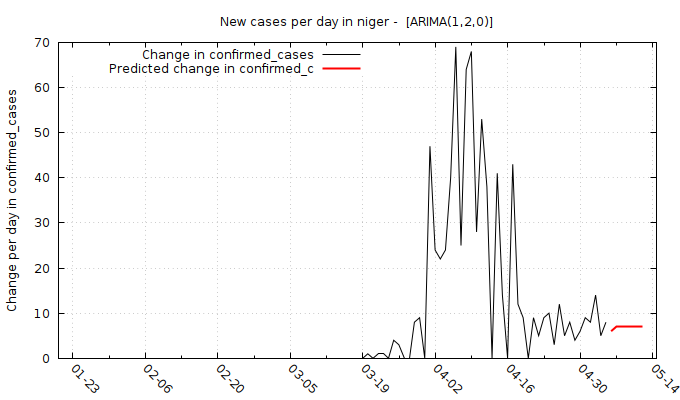 New cases per day in niger -  [ARIMA(1,2,0)]
Change in confirmed_cases
Predicted change in confirmed_c
Change per day in confirmed_cases
70
60
50
40
30
20
10
0
01-23 02-06 02-20 03-05 03-19 04-02 04-16 04-30 05-14